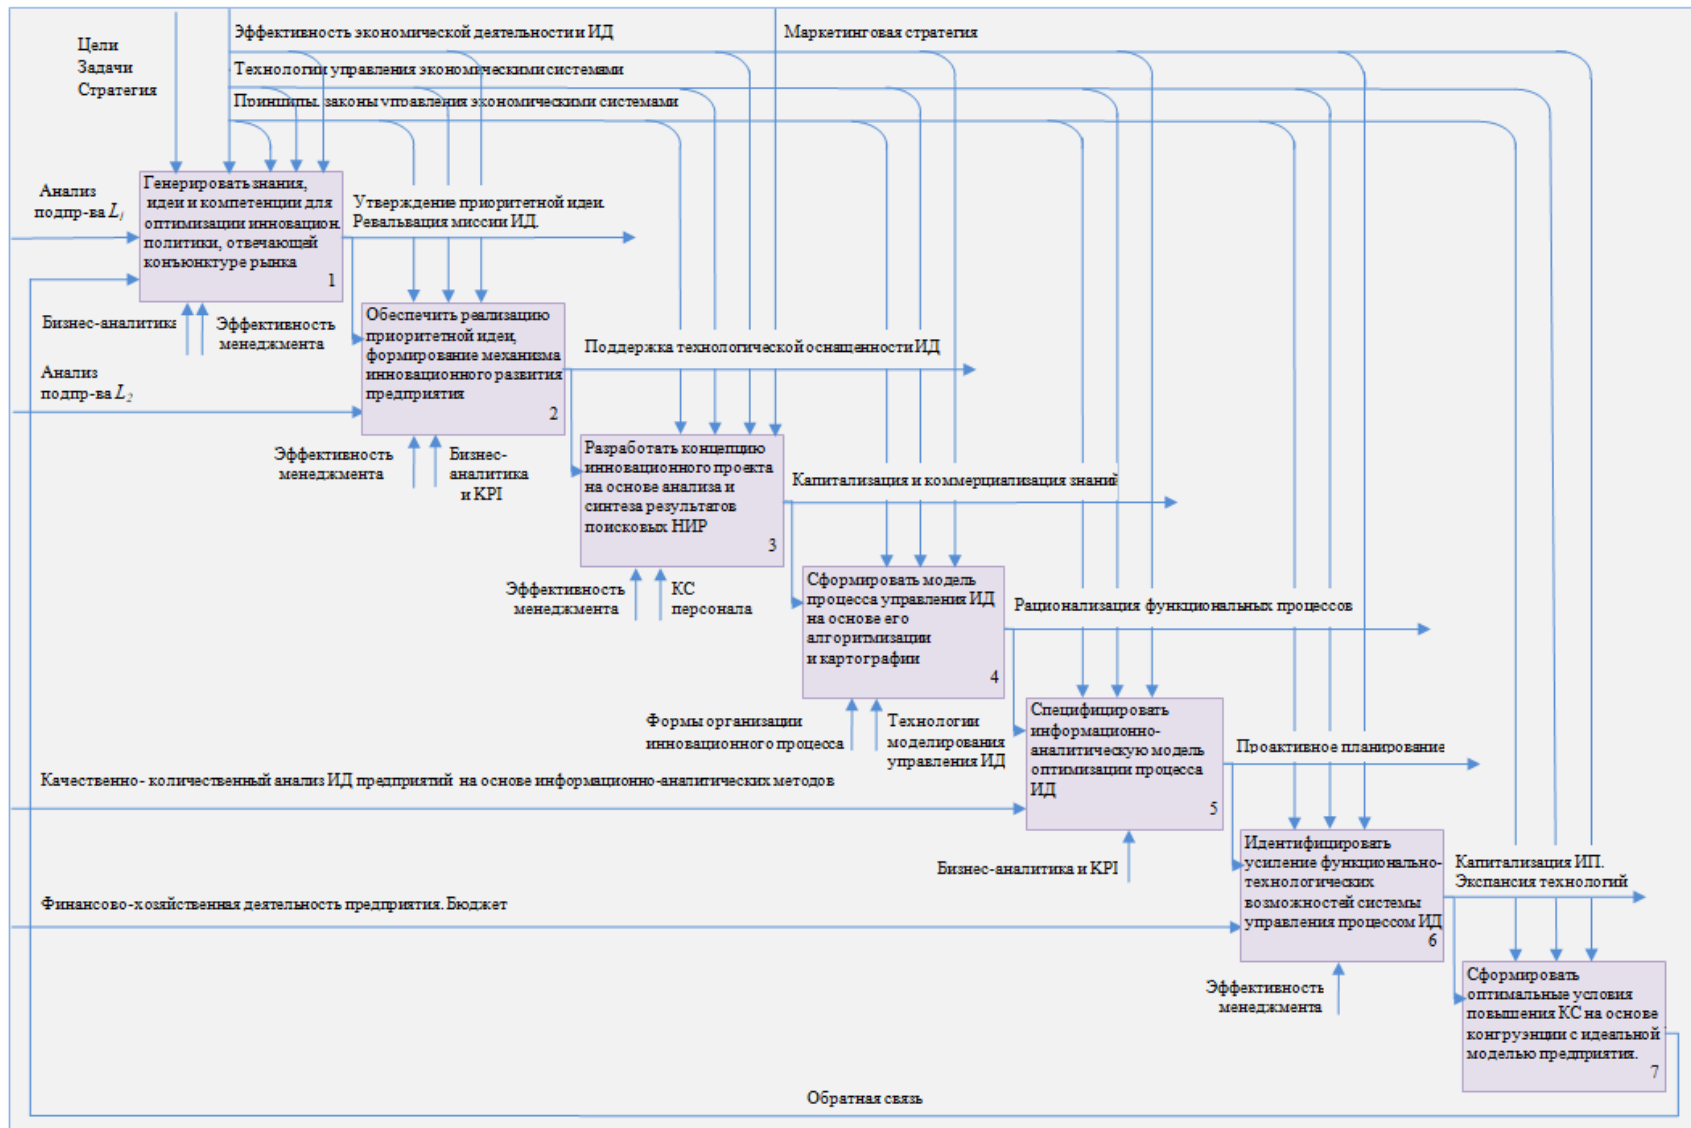 Цели
Задачи
Стратегия
Эффективность экономической деятельности ИД
Маркетинговая стратегия
Технологии управления экономическими системами
Принципы, законы управления экономическими системами
Анализ
подпр-ва L1
Генерировать знания,
идеи и компетенции для
оптимизации инновацион.
политики, отвечающей
конъюнктуре рынка
1
Утверждение приоритетной идеи.
Ревальвация миссии ИД.
Бизнес-аналитика
Эффективность
менеджмента
Анализ
подпр-ва L2
Обеспечить реализацию
приоритетной идеи,
формирование механизма
инновационного развития
предприятия
2
Поддержка технологической оснащенности ИД
Эффективность
менеджмента
Бизнес-
аналитика
и KPI
Разработать концепцию
инновационного проекта
на основе анализа и
синтеза результатов
поисковых НИР
3
Капитализация и коммерциализация знаний
Эффективность
менеджмента
КС
персонала
Сформировать модель
процесса управления ИД
на основе его
алгоритмизации
и картографии
4
Рационализация функциональных процессов
Формы организации
инновационного процесса
Технологии
моделирования
управления ИД
Специфицировать
информационно-
аналитическую модель
оптимизации процесса
ИД
5
Проактивное планирование
Качественно- количественный анализ ИД предприятий на основе информационно-аналитических методов
Бизнес-аналитика и KPI
Идентифицировать
усиление функционально-
технологических
возможностей системы
управления процессом ИД
6
Капитализация ИП.
Экспансия технологий
Финансово-хозяйственная деятельность предприятия. Бюджет
Эффективность
менеджмента
Сформировать
оптимальные условия
повышения КС на основе
конгруэнции с идеальной
моделью предприятия.
7
Обратная связь